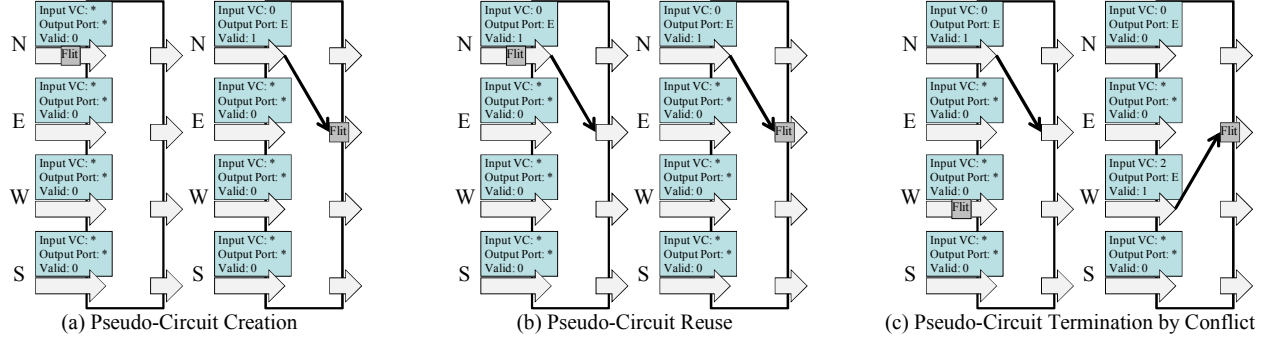 N
Input VC: *
Output Port: *
Valid: 0
Flit
E
Input VC: *
Output Port: *
Valid: 0
W
Input VC: *
Output Port: *
Valid: 0
S
Input VC: *
Output Port: *
Valid: 0
N
Input VC: 0
Output Port: E
Valid: 1
E
Input VC: *
Output Port: *
Valid: 0
Flit
W
Input VC: *
Output Port: *
Valid: 0
S
Input VC: *
Output Port: *
Valid: 0
(a) Pseudo-Circuit Creation
N
Input VC: 0
Output Port: E
Valid: 1
Flit
E
Input VC: *
Output Port: *
Valid: 0
W
Input VC: *
Output Port: *
Valid: 0
S
Input VC: *
Output Port: *
Valid: 0
N
Input VC: 0
Output Port: E
Valid: 1
E
Input VC: *
Output Port: *
Valid: 0
Flit
W
Input VC: *
Output Port: *
Valid: 0
S
Input VC: *
Output Port: *
Valid: 0
(b) Pseudo-Circuit Reuse
N
Input VC: 0
Output Port: E
Valid: 1
E
Input VC: *
Output Port: *
Valid: 0
W
Input VC: *
Output Port: *
Valid: 0
Flit
S
Input VC: *
Output Port: *
Valid: 0
N
Input VC: 0
Output Port: E
Valid: 0
E
Input VC: *
Output Port: *
Valid: 0
Flit
W
Input VC: 2
Output Port: E
Valid: 1
S
Input VC: *
Output Port: *
Valid: 0
(c) Pseudo-Circuit Termination by Conflict